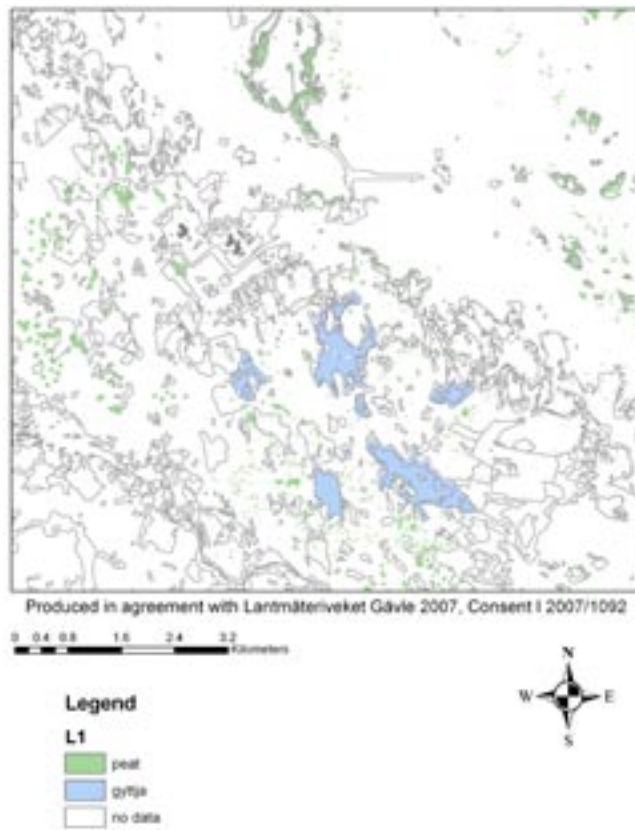 Produced in agreement with Lantmäteriveket Gävle 2007, Consent I 2007/1092
0 0.4 0.8 1.6 2.4 3.2
Kilometers
N
W E
S
Legend
L1
peat
gyttja
no data